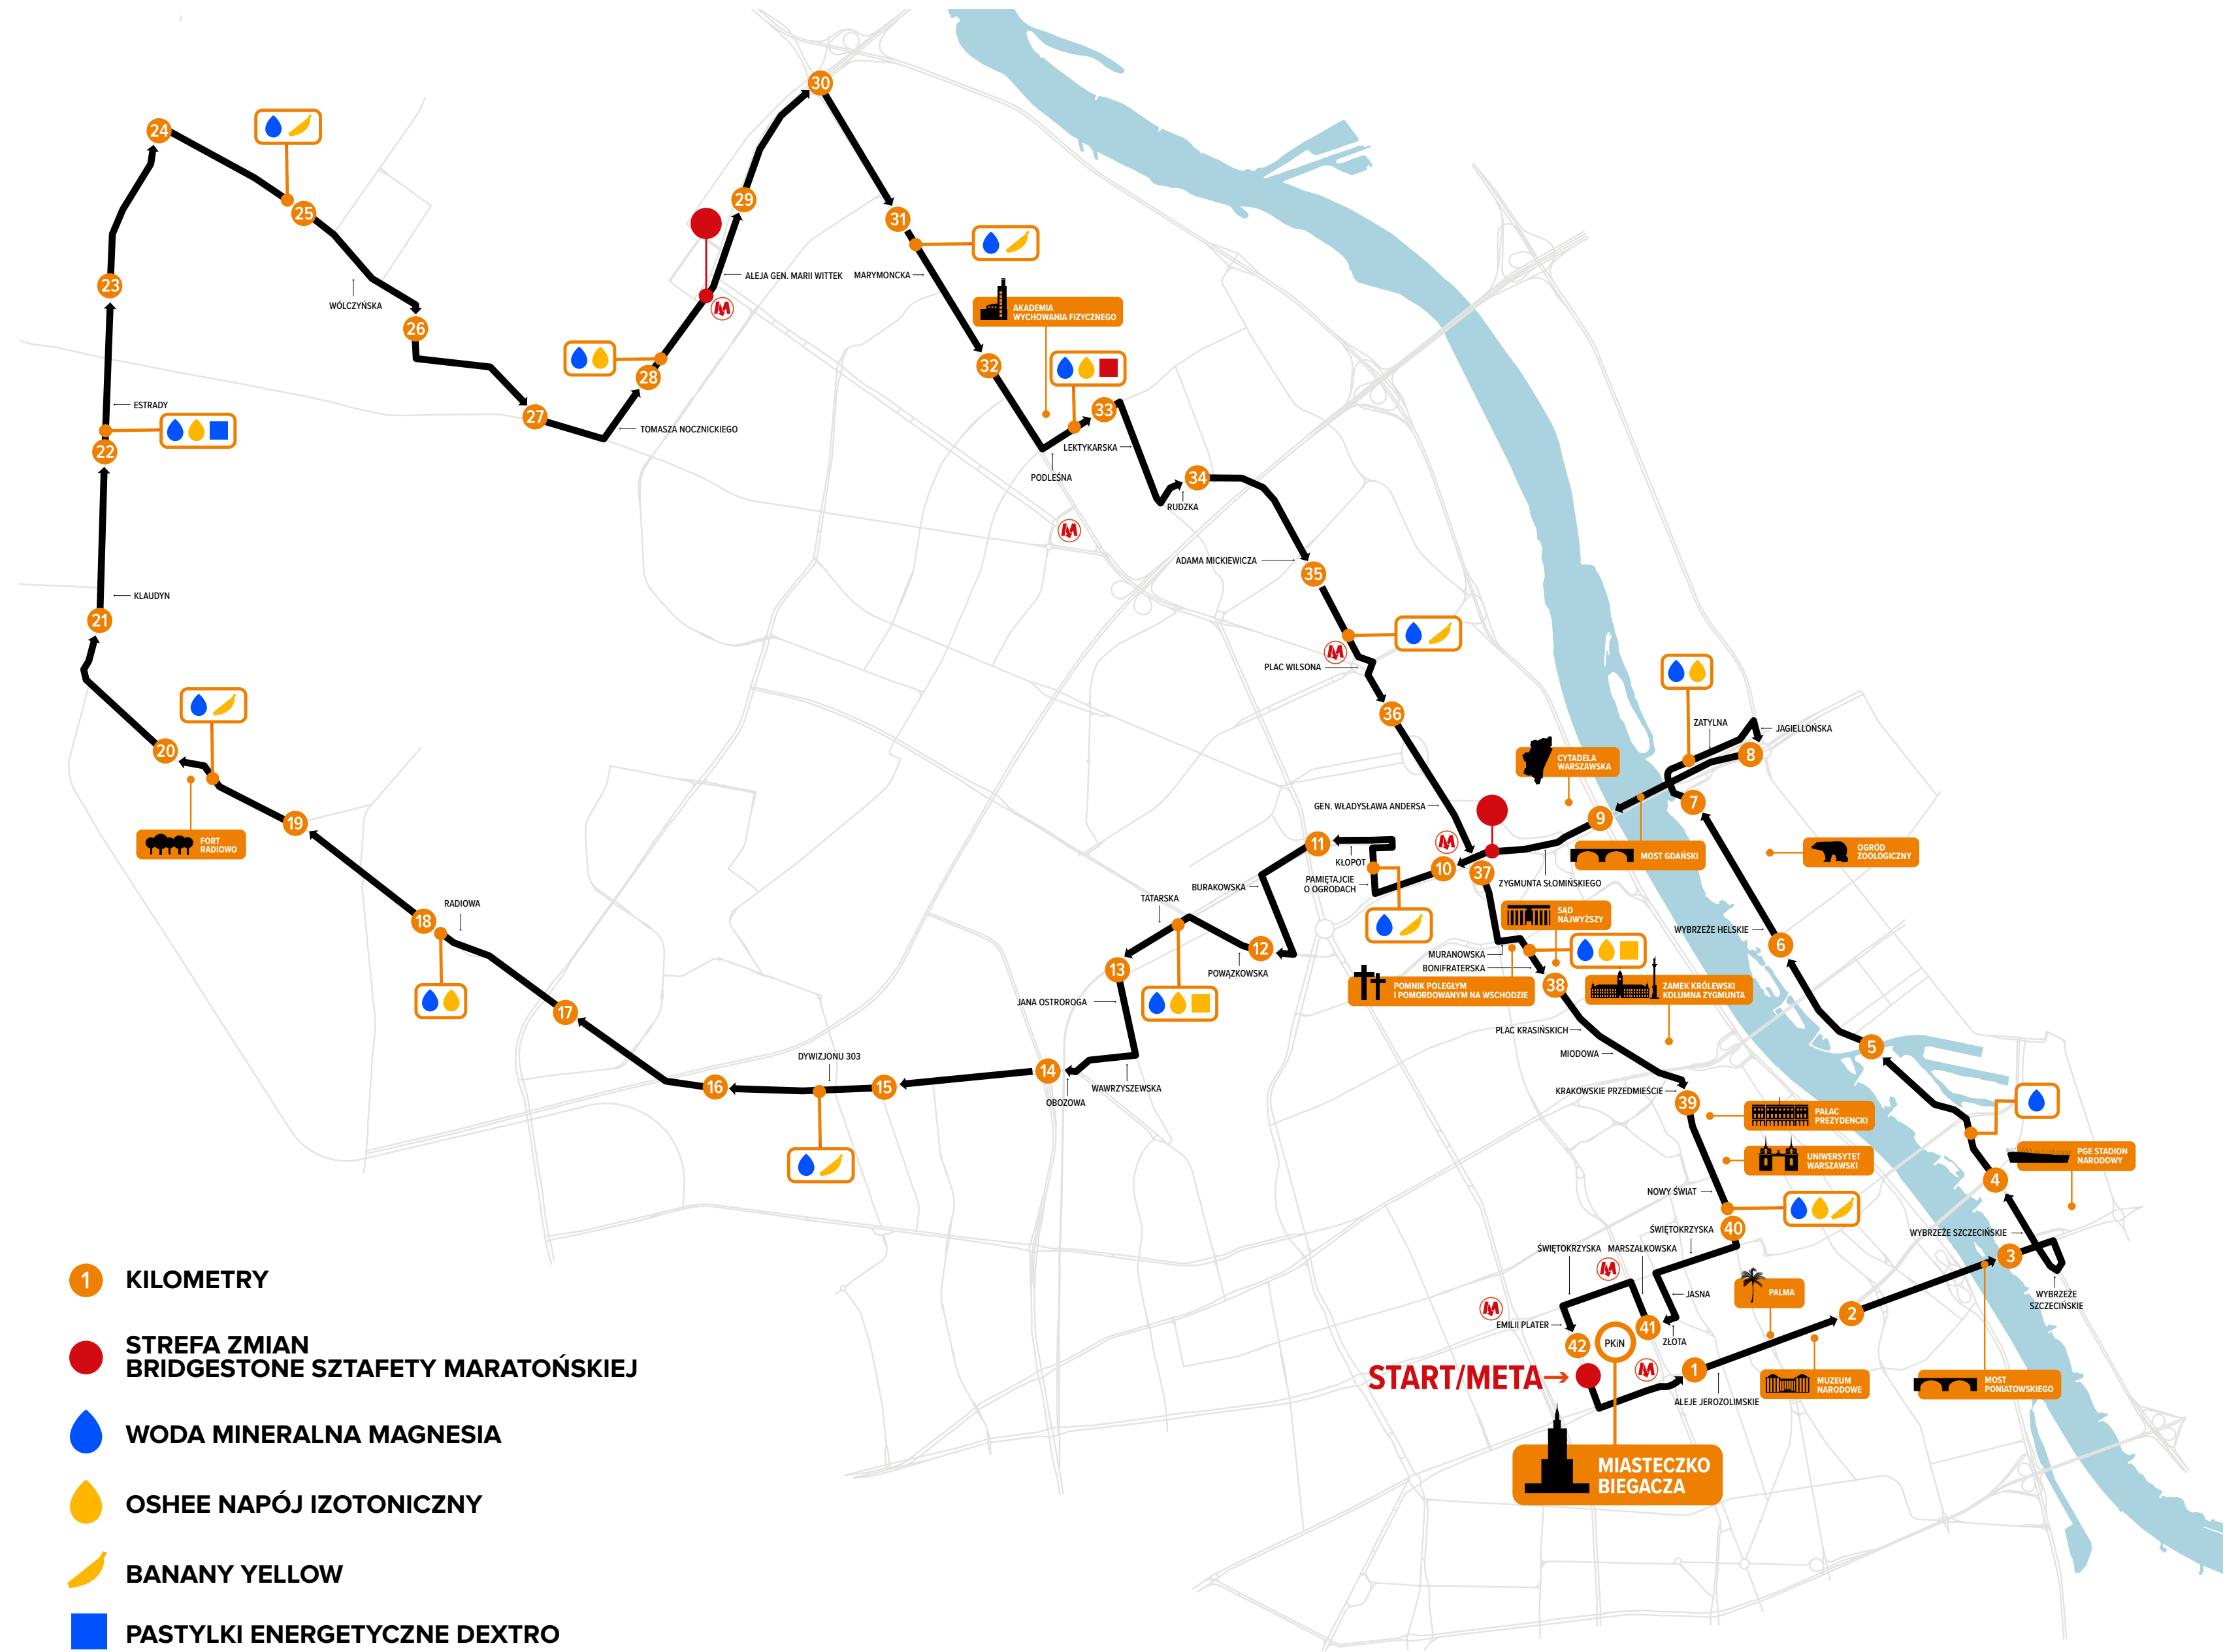 30
24
25
29
31
23
26
ALEJA GEN. MARII WITTEK
MARYMONCKA
WÓLCZYŃSKA
AKADEMIA
WYCHOWANIA FIZYCZNEGO
28
32
ESTRADY
27
33
22
TOMASZA NOCZNICKIEGO
LEKTYKARSKA
PODLEŚNA
34
RUDZKA
M
ADAMA MICKIEWICZA
35
KLAUDYN
21
PLAC WILSONA
36
20
ZATYLNA
JAGIELLOŃSKA
8
CYTADELA
WARSZAWSKA
GEN. WŁADYSŁAWA ANDERSA
7
9
19
FORT
RADIOWO
11
KŁOPOT
10
37
MOST GDAŃSKI
OGRÓD
ZOOLOGICZNY
PAMIĘTAJCIE
O OGRODACH
ZYGMUNTA SŁOMIŃSKIEGO
BURAKOWSKA
TATARSKA
RADIOWA
18
SĄD
NAJWYŻSZY
WYBRZEŻE HELSKIE
6
12
MURANOWSKA
BONIFRATERSKA
POWĄZKOWSKA
13
38
POMNIK POLEGŁYM
I POMORDOWANYM NA WSCHODZIE
ZAMEK KRÓLEWSKI
KOLUMNA ZYGMUNTA
JANA OSTROROGA
17
PLAC KRASIŃSKICH
5
MIODOWA
DYWIZJONU 303
14
16
15
WAWRZYSZEWSKA
OBOZOWA
KRAKOWSKIE PRZEDMIEŚCIE
39
PAŁAC
PREZYDENCKI
UNIWERSYTET
WARSZAWSKI
PGE STADION
NARODOWY
4
NOWY ŚWIAT
ŚWIĘTOKRZYSKA
40
WYBRZEŻE SZCZECIŃSKIE
ŚWIĘTOKRZYSKA
MARSZAŁKOWSKA
3
JASNA
PALMA
WYBRZEŻE
SZCZECIŃSKIE
EMILII PLATER
2
41
42
PKiN
ZŁOTA
1
START/META
MUZEUM
NARODOWE
MOST
PONIATOWSKIEGO
ALEJE JEROZOLIMSKIE
MIASTECZKO
BIEGACZA
1 KILOMETRY
STREFA ZMIAN
BRIDGESTONE SZTAFETY MARATOŃSKIEJ
WODA MINERALNA MAGNESIA
OSHEE NAPÓJ IZOTONICZNY
BANANY YELLOW
PASTYLKI ENERGETYCZNE DEXTRO